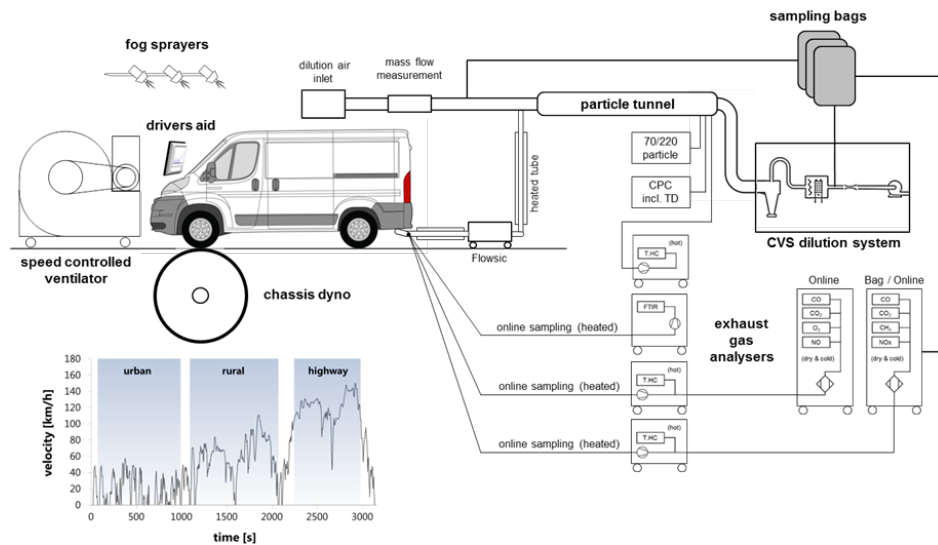 sampling bags
fog sprayers
dilution air
inlet
mass flow
measurement
particle tunnel
drivers aid
70/220
particle
CPC
incl. TD
heated tube
CVS dilution system
speed controlled
ventilator
Flowsic
chassis dyno
(hot)
T.HC
FTIR
online sampling (heated)
exhaust
gas
analysers
Online
CO
CO₂
O₂
NO
(dry & cold)
Bag / Online
CO
CO₂
CH₄
NOx
(dry & cold)
(hot)
T.HC
online sampling (heated)
(hot)
T.HC
online sampling (heated)
velocity [km/h]
180
160
140
120
100
80
60
40
20
0
urban
rural
highway
0
500
1000
1500
2000
2500
3000
time [s]